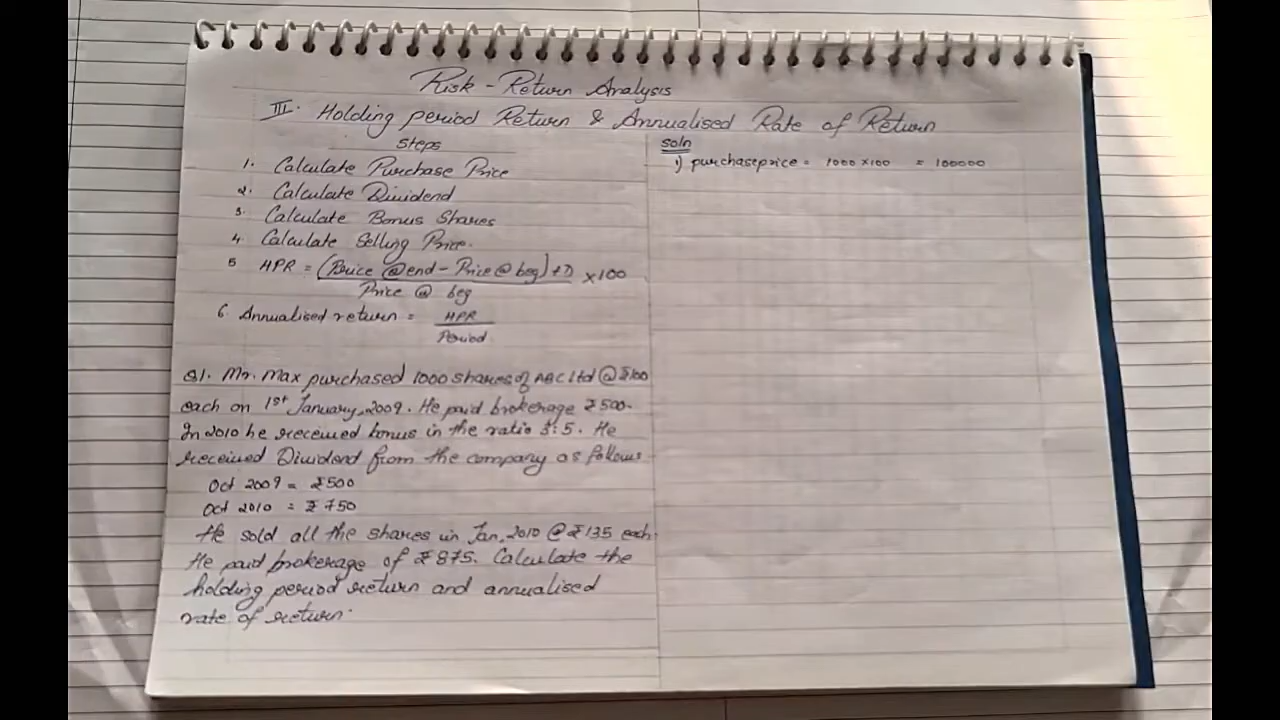 Risk - Return Analysis
III. Holding period Return & Annualised Rate of Return
Steps
1. Calculate Purchase Price
2. Calculate Dividend
3. Calculate Bonus Shares
4. Calculate Selling Price.
5 HPR = (Price @ end - Price @ beg) + D × 100
Price @ beg
6. Annualised return = HPR
Period
Q1. Mr. Max purchased 1000 shares of ABC Ltd @ ₹100
each on 1st January, 2009. He paid brokerage ₹500.
In 2010 he received bonus in the ratio 3:5. He
received Dividend from the company as follows
Oct 2009 = ₹500
Oct 2010 = ₹750
He sold all the shares in Jan, 2010 @ ₹135 each.
He paid brokerage of ₹875. Calculate the
holding period return and annualised
rate of return.
Soln
1) purchase price = 1000 × 100 = 100000